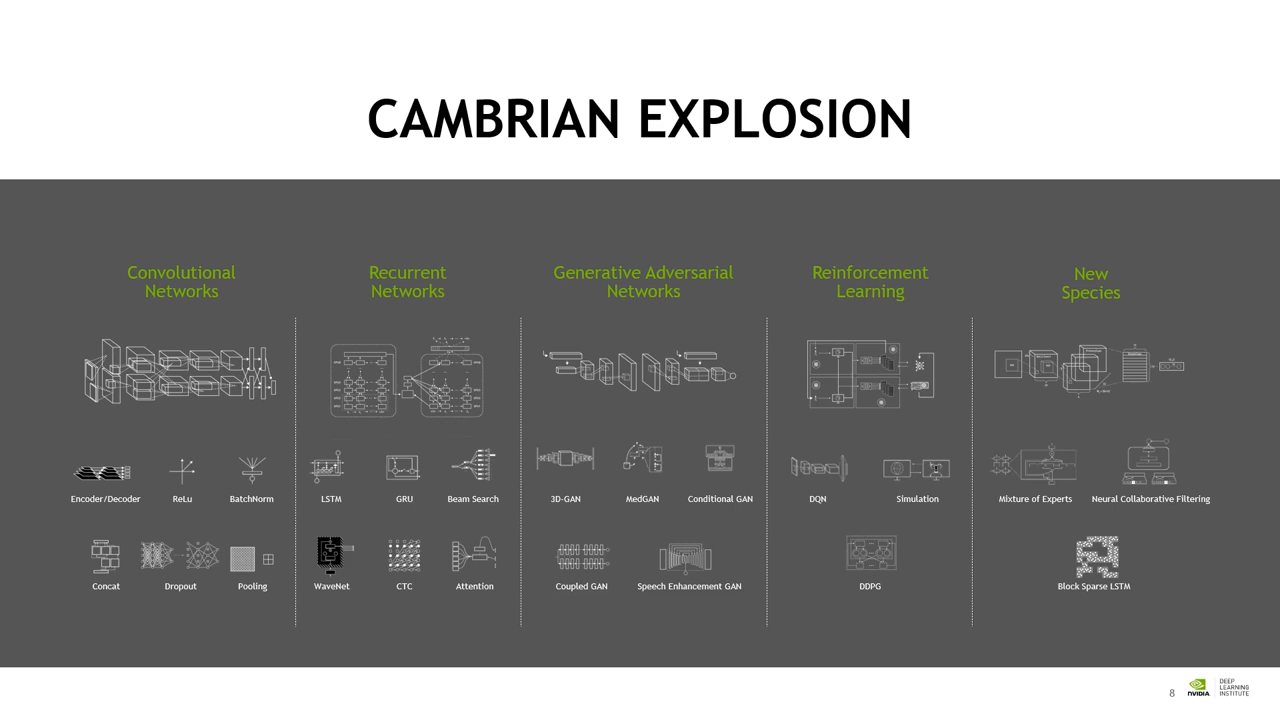 CAMBRIAN EXPLOSION
Convolutional
Networks
Recurrent
Networks
Generative Adversarial
Networks
Reinforcement
Learning
New
Species
Encoder/Decoder
ReLu
BatchNorm
LSTM
GRU
Beam Search
3D-GAN
MedGAN
Conditional GAN
DQN
Simulation
Mixture of Experts
Neural Collaborative Filtering
Concat
Dropout
Pooling
WaveNet
CTC
Attention
Coupled GAN
Speech Enhancement GAN
DDPG
Block Sparse LSTM
8
NVIDIA
DEEP
LEARNING
INSTITUTE